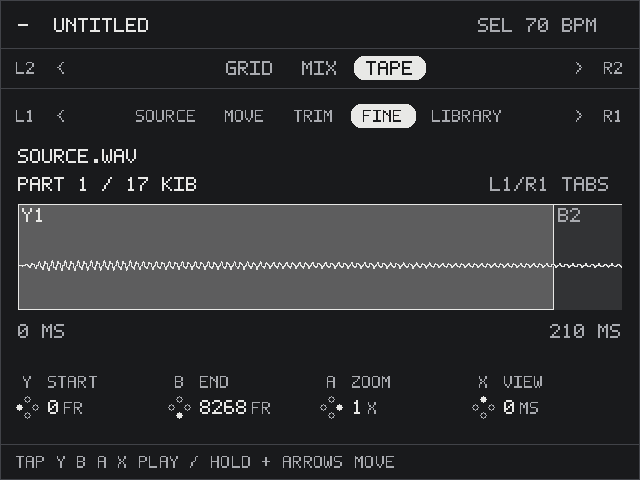 – UNTITLED SEL 70 BPM
L2 < GRID MIX TAPE > R2
L1 < SOURCE MOVE TRIM FINE LIBRARY > R1
SOURCE.WAV
PART 1 / 17 KIB L1/R1 TABS
Y1 B2
0 MS 210 MS
Y START B END A ZOOM X VIEW
0 FR 8268 FR 1 X 0 MS
TAP Y B A X PLAY / HOLD + ARROWS MOVE